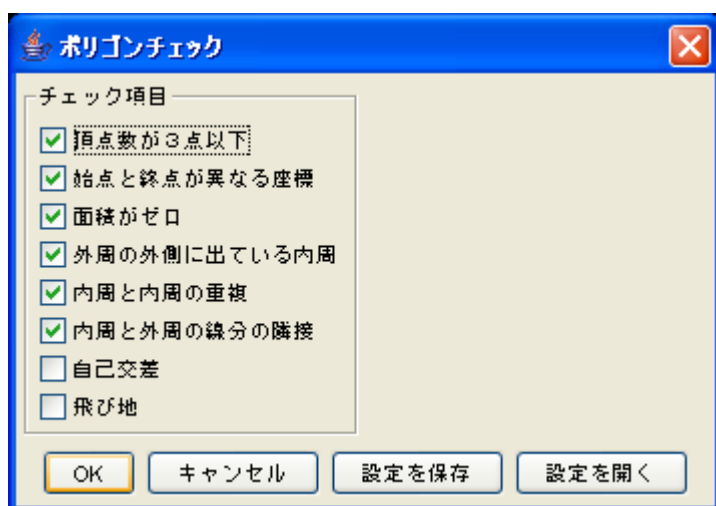 ポリゴンチェック
チェック項目
頂点数が3点以下
始点と終点が異なる座標
面積がゼロ
外周の外側に出ている内周
内周と内周の重複
内周と外周の線分の隣接
自己交差
飛び地
OK キャンセル 設定を保存 設定を開く